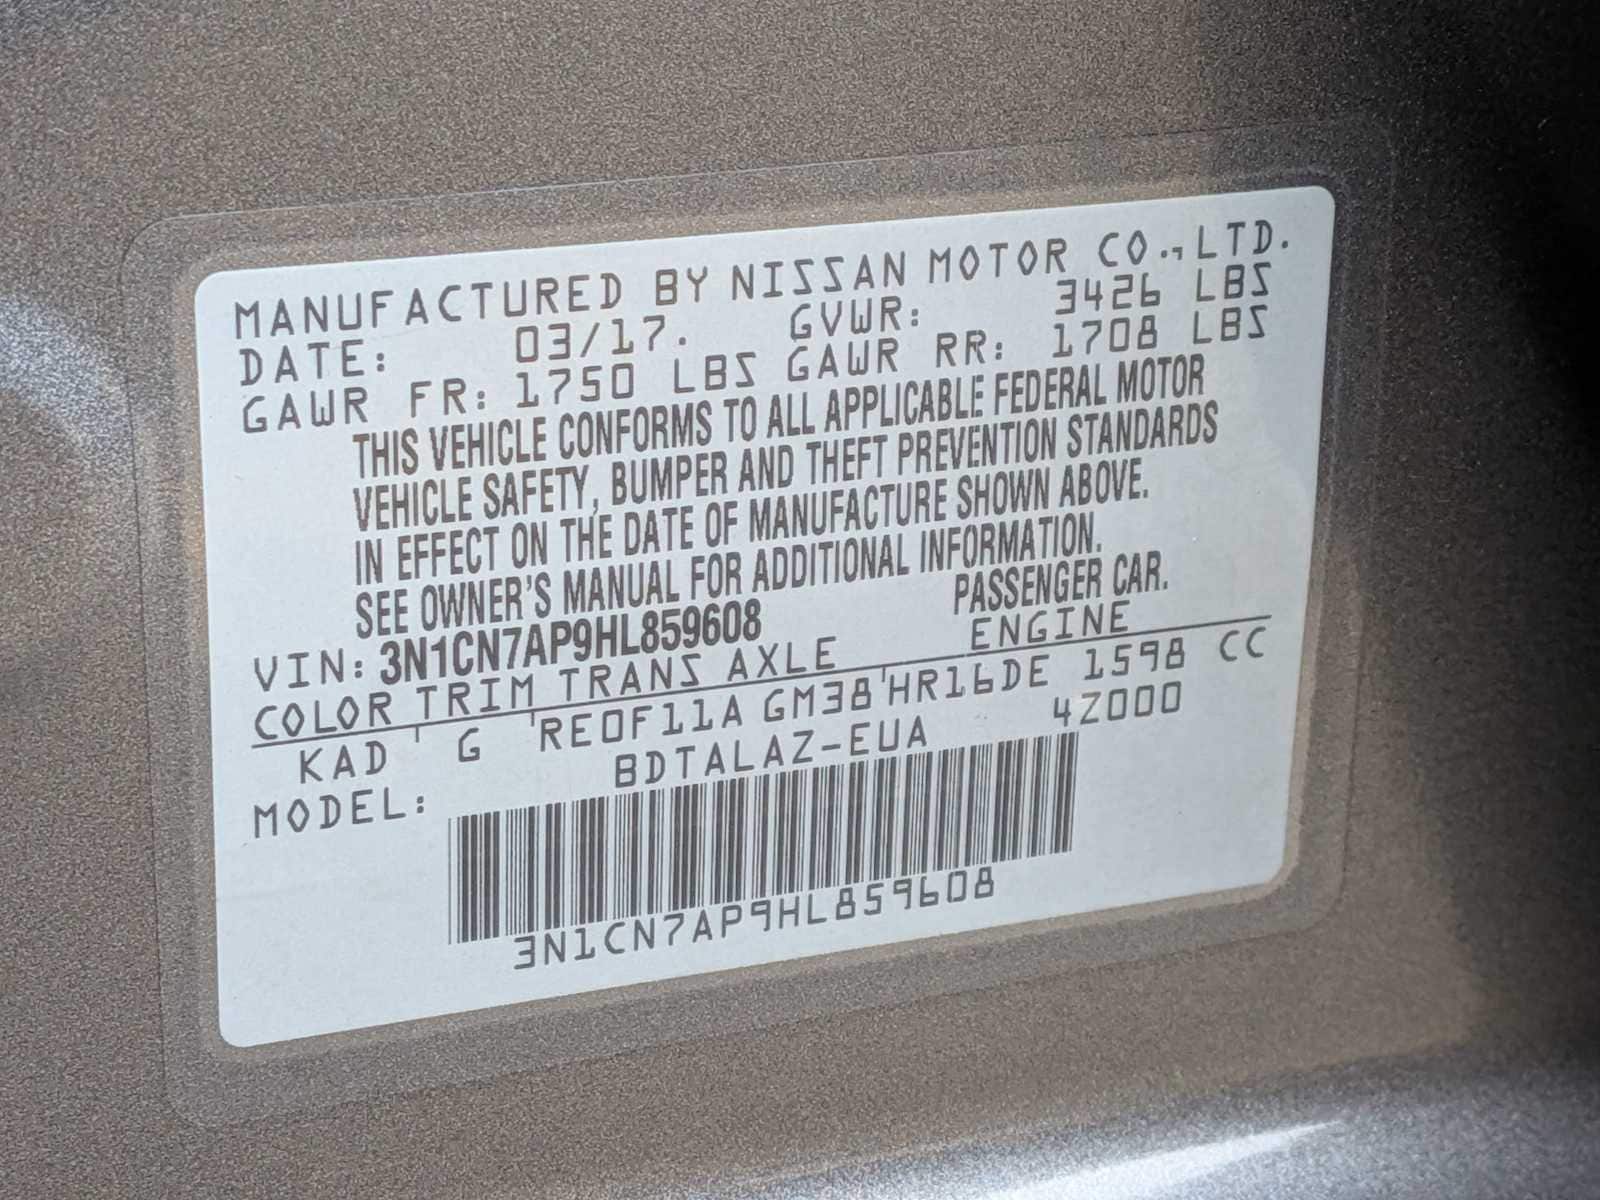 MANUFACTURED BY NISSAN MOTOR CO.,LTD.
DATE: 03/17. GVWR: 3426 LBS
GAWR FR: 1750 LBS GAWR RR: 1708 LBS
THIS VEHICLE CONFORMS TO ALL APPLICABLE FEDERAL MOTOR
VEHICLE SAFETY, BUMPER AND THEFT PREVENTION STANDARDS
IN EFFECT ON THE DATE OF MANUFACTURE SHOWN ABOVE.
SEE OWNER'S MANUAL FOR ADDITIONAL INFORMATION.
VIN: 3N1CN7AP9HL859608 PASSENGER CAR.
COLOR TRIM TRANS AXLE ENGINE
KAD G RE0F11A GM38 HR16DE 1598 CC
MODEL: BDTALAZ-EUA 4Z000
3N1CN7AP9HL859608